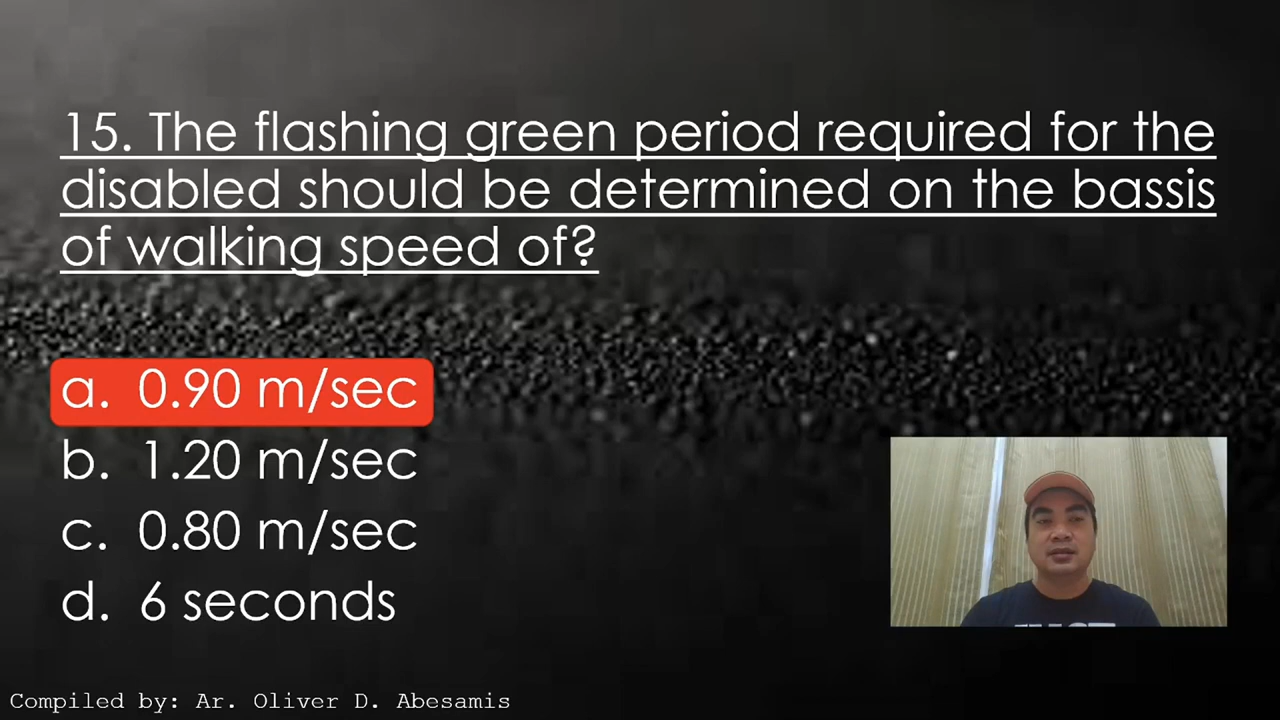 15. The flashing green period required for the
disabled should be determined on the bassis
of walking speed of?
a. 0.90 m/sec
b. 1.20 m/sec
c. 0.80 m/sec
d. 6 seconds
Compiled by: Ar. Oliver D. Abesamis